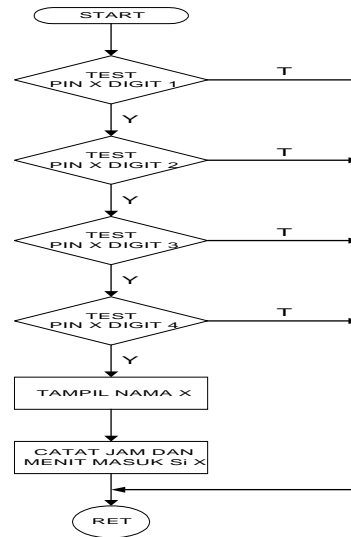 START
TEST
PIN X DIGIT 1
T
Y
TEST
PIN X DIGIT 2
T
Y
TEST
PIN X DIGIT 3
T
Y
TEST
PIN X DIGIT 4
T
Y
TAMPIL NAMA X
CATAT JAM DAN
MENIT MASUK Si X
RET